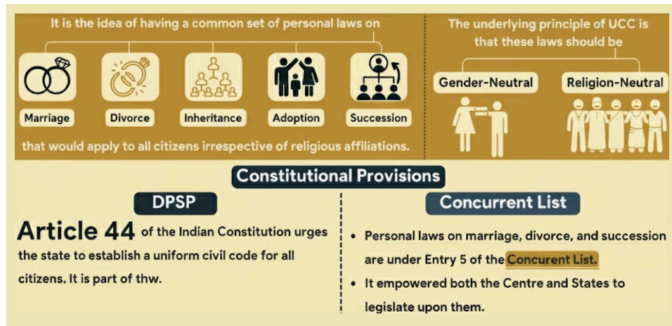 It is the idea of having a common set of personal laws on
Marriage
Divorce
Inheritance
Adoption
Succession
that would apply to all citizens irrespective of religious affiliations.
The underlying principle of UCC
is that these laws should be
Gender-Neutral
Religion-Neutral
Constitutional Provisions
DPSP
Article 44 of the Indian Constitution urges
the state to establish a uniform civil code for all
citizens. It is part of thw.
Concurrent List
• Personal laws on marriage, divorce, and succession
are under Entry 5 of the Concurent List.
• It empowered both the Centre and States to
legislate upon them.